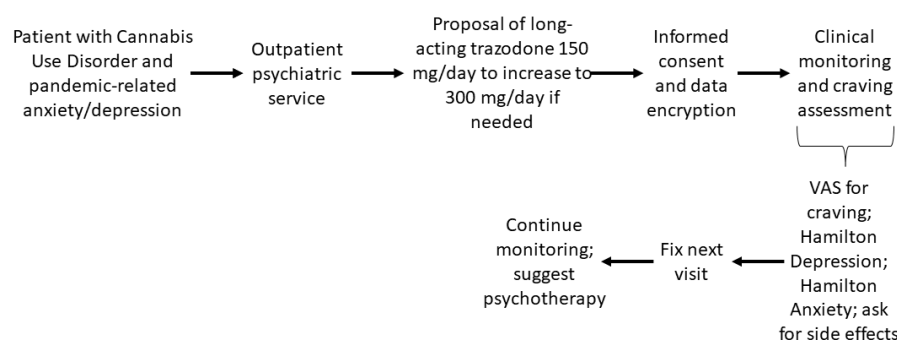 Patient with Cannabis
Use Disorder and
pandemic-related
anxiety/depression
Outpatient
psychiatric
service
Proposal of long-
acting trazodone 150
mg/day to increase to
300 mg/day if
needed
Informed
consent
and data
encryption
Clinical
monitoring
and craving
assessment
VAS for
craving;
Hamilton
Depression;
Hamilton
Anxiety; ask
for side effects
Fix next
visit
Continue
monitoring;
suggest
psychotherapy